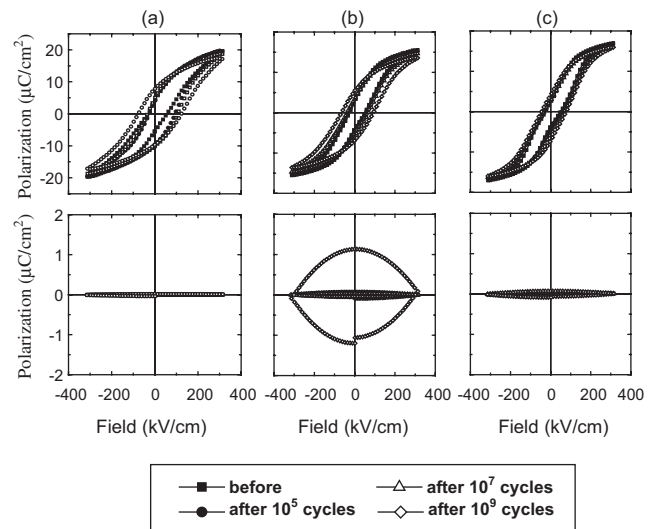 (a) (b) (c)
Polarization (μC/cm²)
20
10
0
-10
-20
Polarization (μC/cm²)
2
1
0
-1
-2
-400 -200 0 200 400 -400 -200 0 200 400 -400 -200 0 200 400
Field (kV/cm) Field (kV/cm) Field (kV/cm)
before after 10⁷ cycles
after 10⁵ cycles after 10⁹ cycles